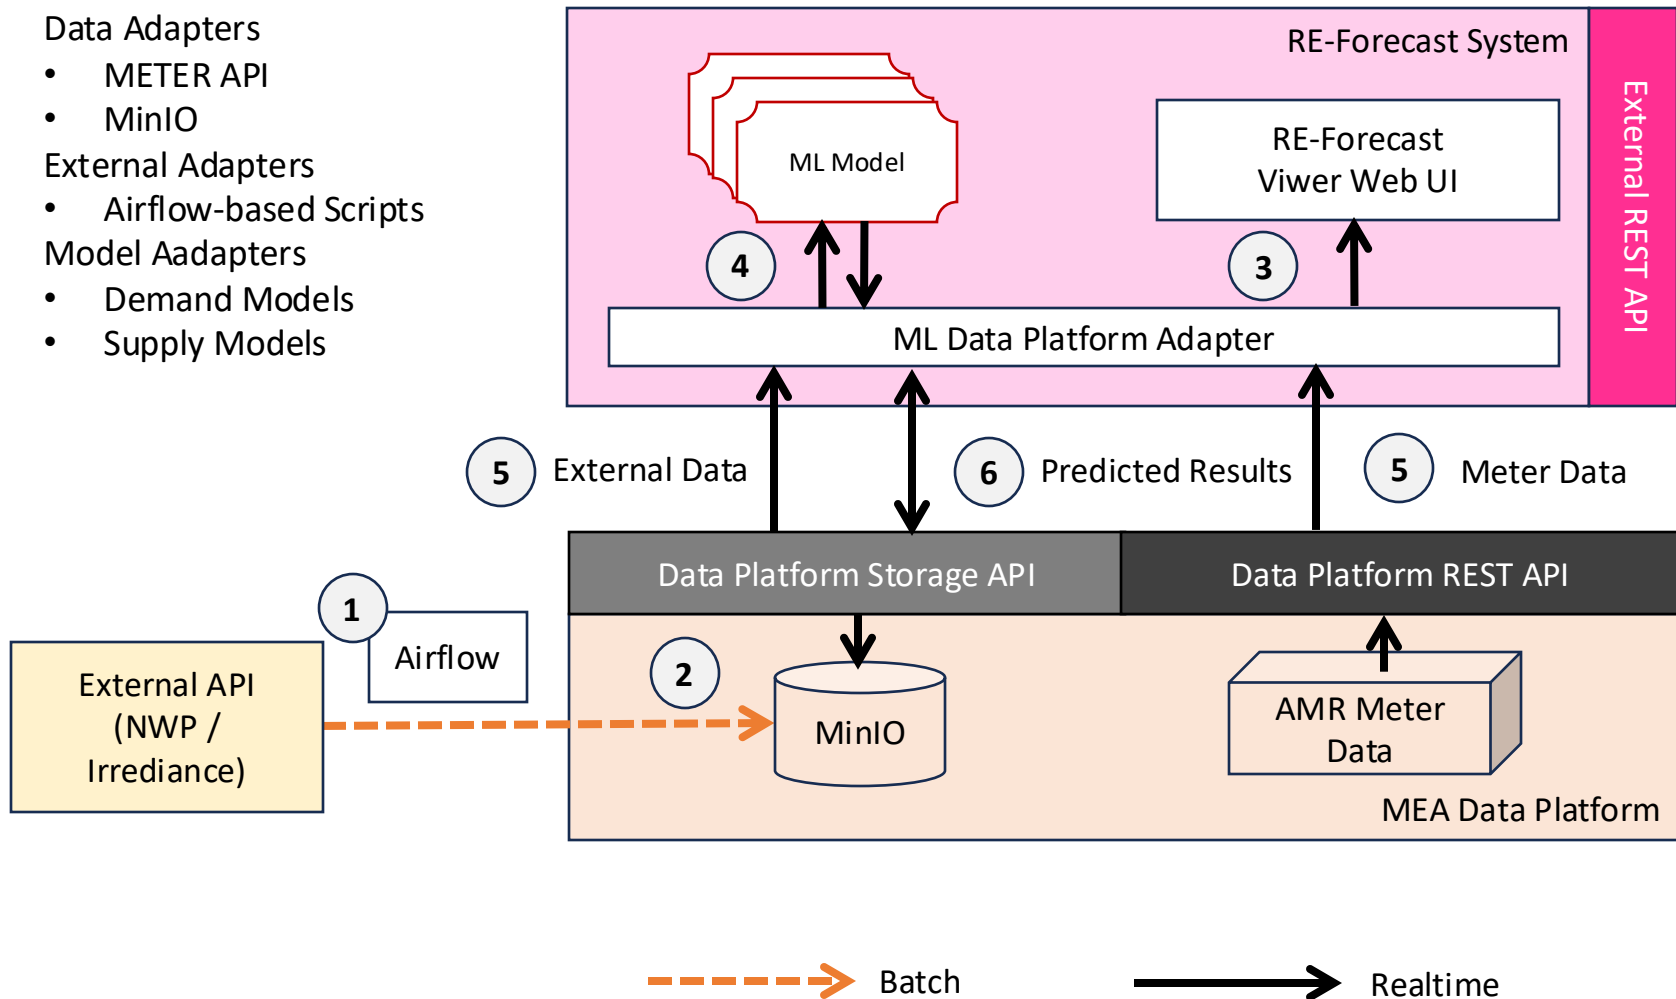 Data Adapters
• METER API
• MinIO
External Adapters
• Airflow-based Scripts
Model Aadapters
• Demand Models
• Supply Models
RE-Forecast System
External REST API
ML Model
RE-Forecast
Viwer Web UI
4
3
ML Data Platform Adapter
5 External Data
6 Predicted Results
5 Meter Data
Data Platform Storage API
Data Platform REST API
1
Airflow
External API
(NWP /
Irrediance)
2
MinIO
AMR Meter
Data
MEA Data Platform
Batch
Realtime